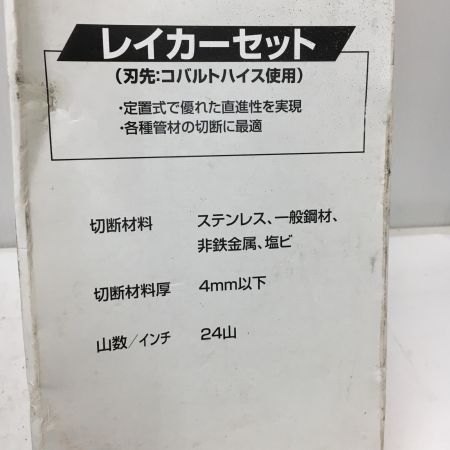 レイカーセット
(刃先:コバルトハイス使用)
・定置式で優れた直進性を実現
・各種管材の切断に最適
切断材料 ステンレス、一般鋼材、
非鉄金属、塩ビ
切断材料厚 4mm以下
山数/インチ 24山